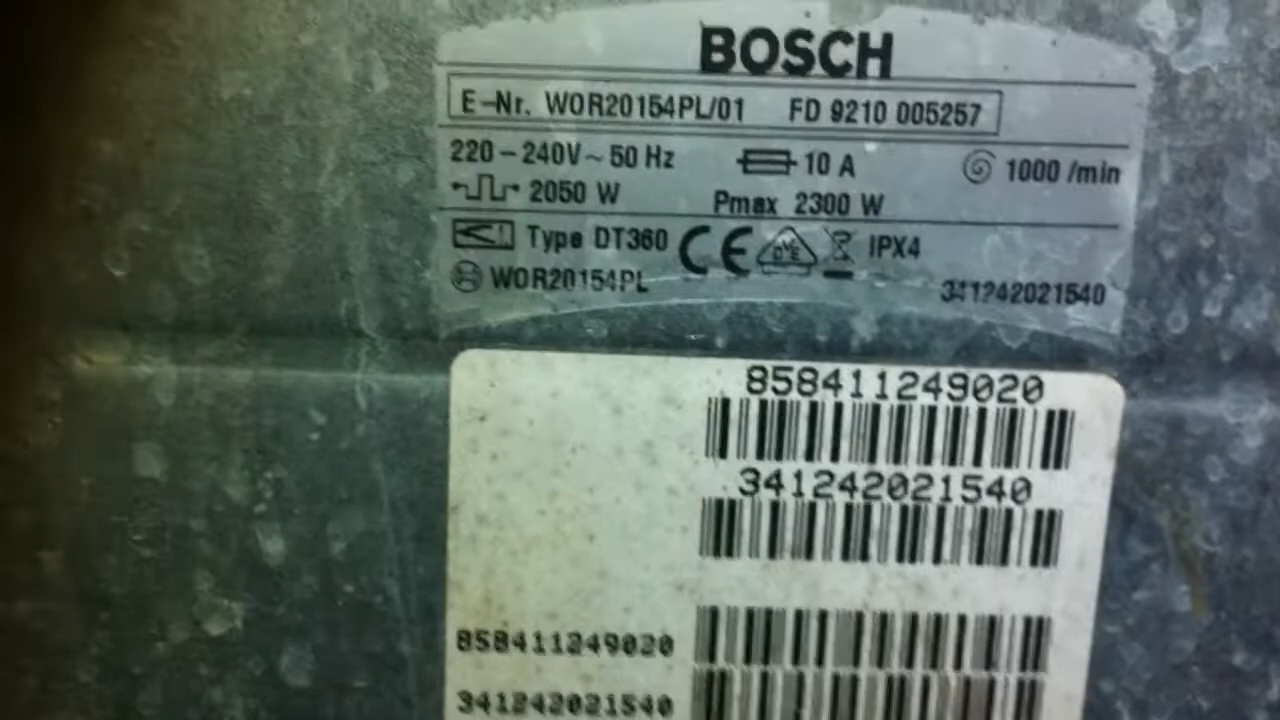 BOSCH
E-Nr. WOR20154PL/01 FD 9210 005257
220-240V~ 50 Hz 10 A 1000 /min
2050 W Pmax 2300 W
Type DT360 CE IPX4
WOR20154PL 341242021540
858411249020
341242021540
858411249020
341242021540